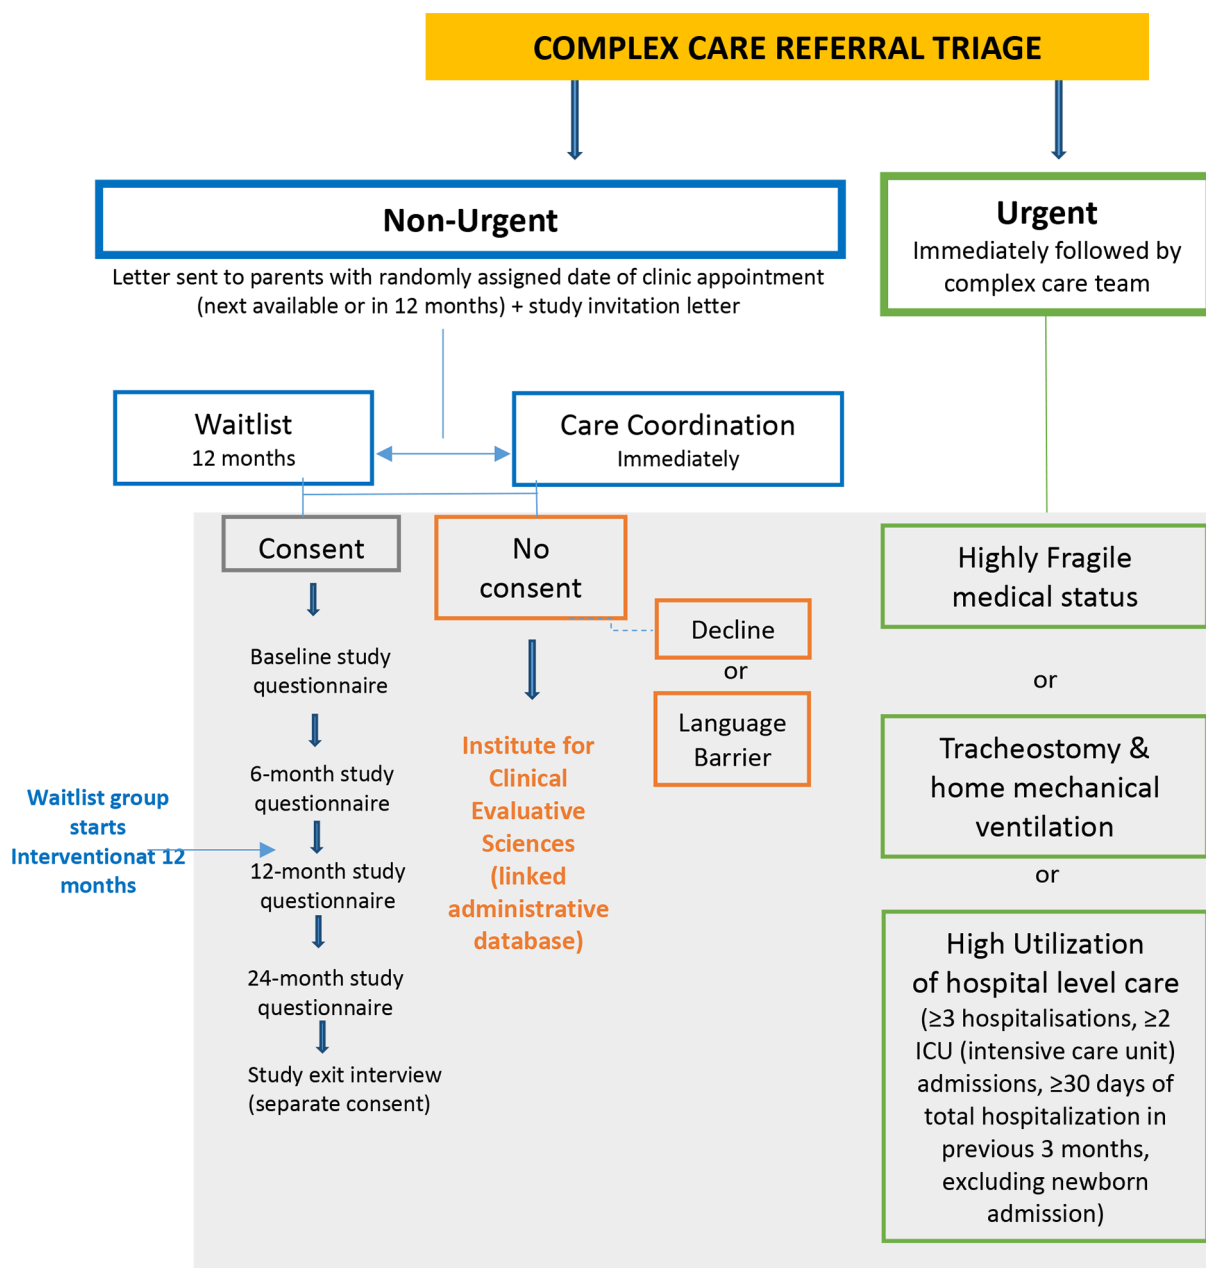 COMPLEX CARE REFERRAL TRIAGE
Non-Urgent
Letter sent to parents with randomly assigned date of clinic appointment
(next available or in 12 months) + study invitation letter
Urgent
Immediately followed by
complex care team
Waitlist
12 months
Care Coordination
Immediately
Consent
Baseline study
questionnaire
6-month study
questionnaire
Waitlist group
starts
Interventionat 12
months
12-month study
questionnaire
24-month study
questionnaire
Study exit interview
(separate consent)
No
consent
Decline
or
Language
Barrier
Institute for
Clinical
Evaluative
Sciences
(linked
administrative
database)
Highly Fragile
medical status
or
Tracheostomy &
home mechanical
ventilation
or
High Utilization
of hospital level care
(≥3 hospitalisations, ≥2
ICU (intensive care unit)
admissions, ≥30 days of
total hospitalization in
previous 3 months,
excluding newborn
admission)